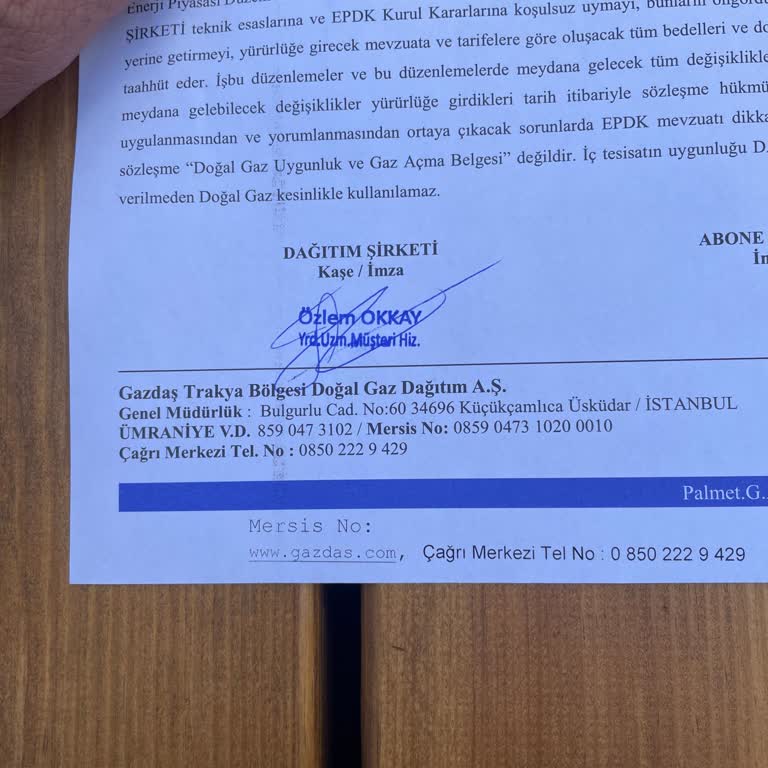 Enerji Piyasası
ŞİRKETİ teknik esaslarına ve EPDK Kurul Kararlarına koşulsuz uymayı, bunların
yerine getirmeyi, yürürlüğe girecek mevzuata ve tarifelere göre oluşacak tüm bedelleri ve
taahhüt eder. İşbu düzenlemeler ve bu düzenlemelerde meydana gelecek tüm
meydana gelebilecek değişiklikler yürürlüğe girdikleri tarih itibariyle sözleşme
uygulanmasından ve yorumlanmasından ortaya çıkacak sorunlarda EPDK mevzuatı
sözleşme “Doğal Gaz Uygunluk ve Gaz Açma Belgesi” değildir. İç tesisatın uygunluğu
verilmeden Doğal Gaz kesinlikle kullanılamaz.
DAĞITIM ŞİRKETİ
Kaşe / İmza
ABONE
Özlem OKKAY
Yrd.Uzm.Müşteri Hiz.
Gazdaş Trakya Bölgesi Doğal Gaz Dağıtım A.Ş.
Genel Müdürlük : Bulgurlu Cad. No:60 34696 Küçükçamlıca Üsküdar / İSTANBUL
ÜMRANİYE V.D. 859 047 3102 / Mersis No: 0859 0473 1020 0010
Çağrı Merkezi Tel. No : 0850 222 9 429
Palmet.G.
Mersis No:
www.gazdas.com, Çağrı Merkezi Tel No : 0 850 222 9 429